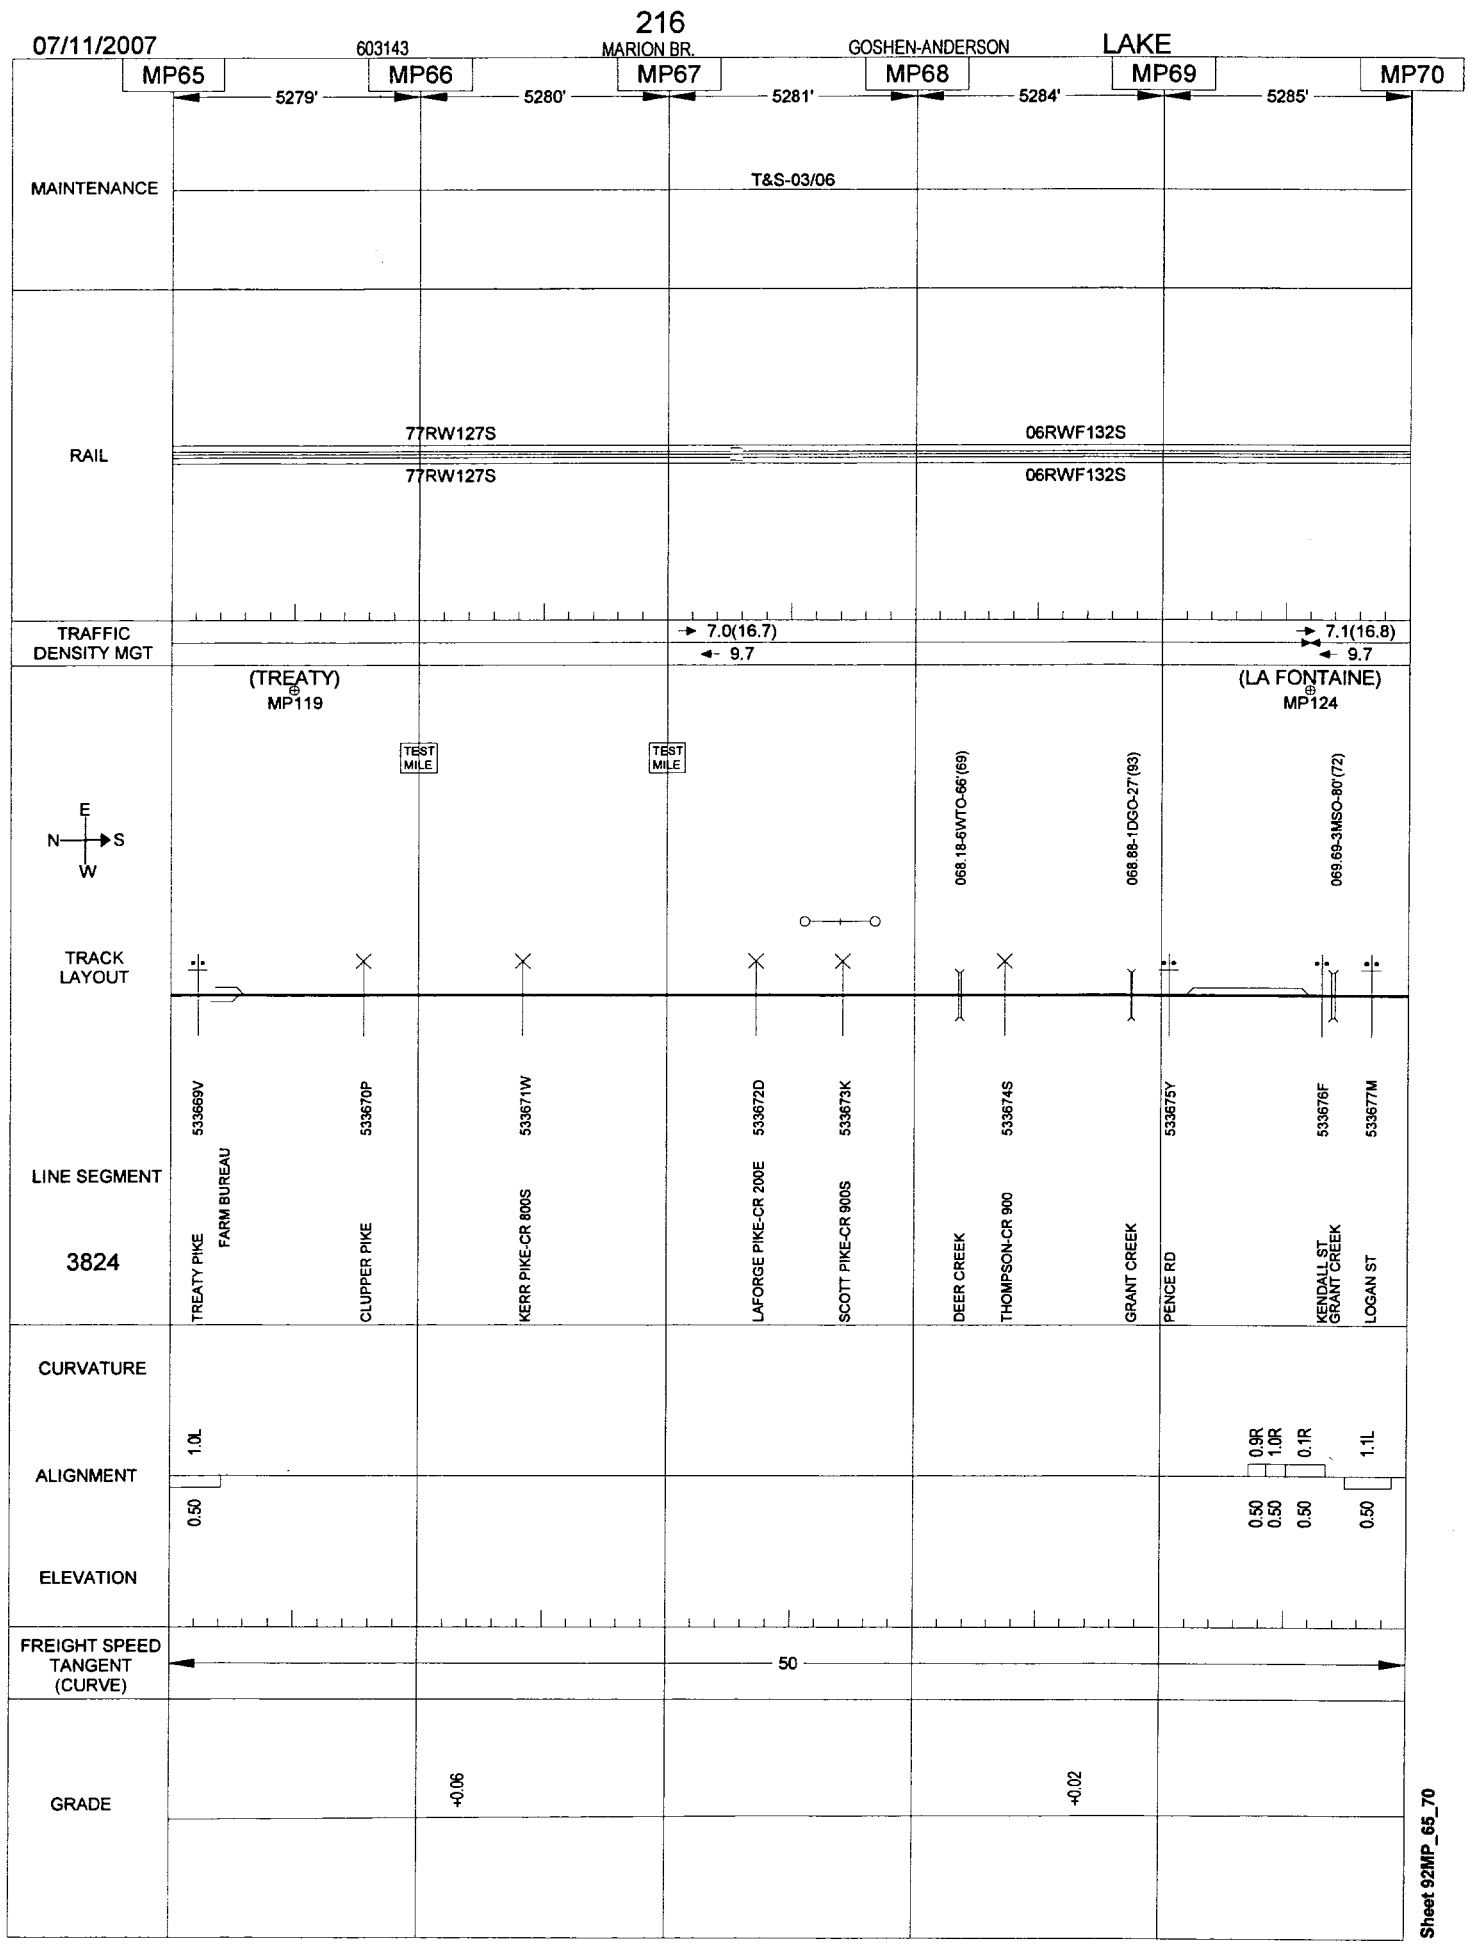 216
07/11/2007
603143
MARION BR.
GOSHEN-ANDERSON
LAKE
MP65
MP66
MP67
MP68
MP69
MP70
5279'
5280'
5281'
5284'
5285'
MAINTENANCE
T&S-03/06
RAIL
77RW127S
06RWF132S
77RW127S
06RWF132S
TRAFFIC
DENSITY MGT
7.0(16.7)
9.7
7.1(16.8)
9.7
(TREATY)
MP119
(LA FONTAINE)
MP124
TEST
MILE
TEST
MILE
068.18-6WTO-66'(69)
068.88-1DGO-27'(93)
069.69-3MSO-80'(72)
E
N
S
W
TRACK
LAYOUT
533669V
533670P
533671W
533672D
533673K
533674S
533675Y
533676F
533677M
LINE SEGMENT
3824
TREATY PIKE
FARM BUREAU
CLUPPER PIKE
KERR PIKE-CR 800S
LAFORGE PIKE-CR 200E
SCOTT PIKE-CR 900S
DEER CREEK
THOMPSON-CR 900
GRANT CREEK
PENCE RD
KENDALL ST
GRANT CREEK
LOGAN ST
CURVATURE
1.0L
0.9R
1.0R
0.1R
1.1L
ALIGNMENT
0.50
0.50
0.50
0.50
0.50
ELEVATION
FREIGHT SPEED
TANGENT
(CURVE)
50
GRADE
+0.06
+0.02
Sheet 92MP_65_70